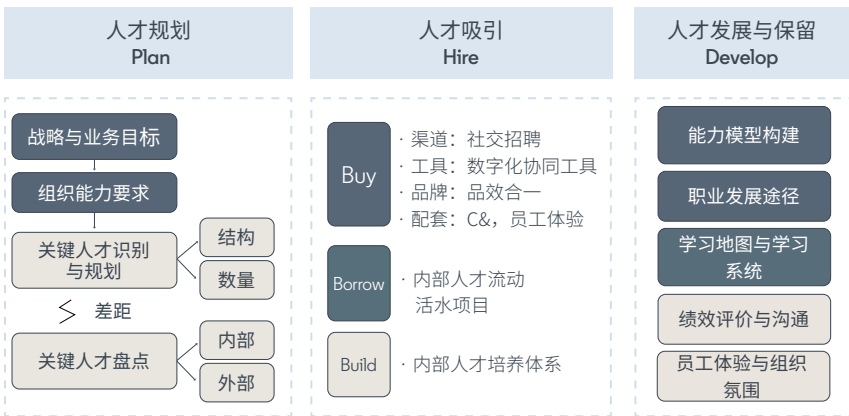 人才规划
Plan
战略与业务目标
组织能力要求
关键人才识别
与规划
结构
数量
差距
关键人才盘点
内部
外部
人才吸引
Hire
Buy
· 渠道：社交招聘
· 工具：数字化协同工具
· 品牌：品效合一
· 配套：C&，员工体验
Borrow
· 内部人才流动
活水项目
Build
· 内部人才培养体系
人才发展与保留
Develop
能力模型构建
职业发展途径
学习地图与学习
系统
绩效评价与沟通
员工体验与组织
氛围